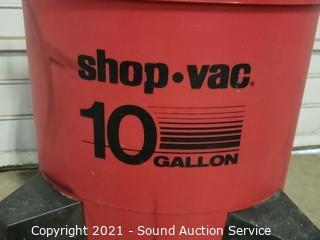 shop•vac®
10
GALLON
Copyright 2021 - Sound Auction Service